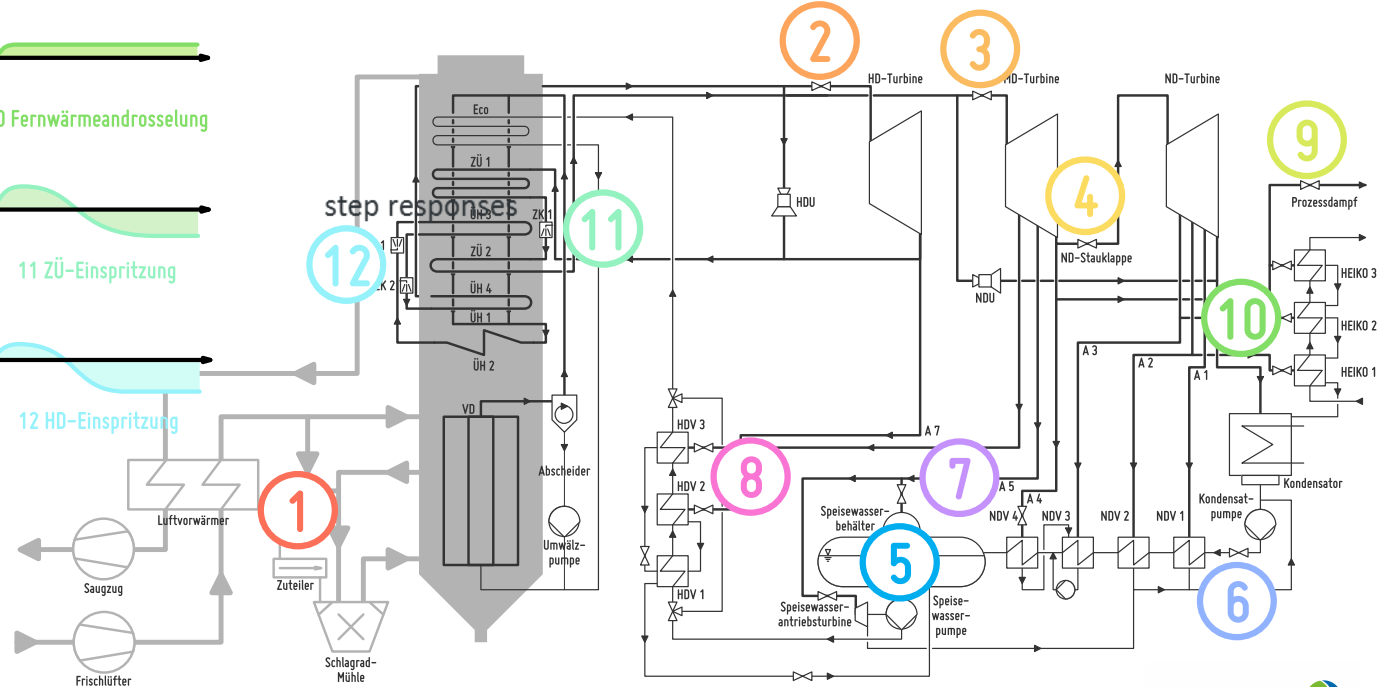 2
3
HD-Turbine
MD-Turbine
ND-Turbine
Eco
0 Fernwärmeandrosselung
9
ZÜ 1
4
step responses
HDU
Prozessdampf
ÜH 3
ZK 1
11
12
1
ZÜ 2
ND-Stauklappe
11 ZÜ-Einspritzung
HEIKO 3
ZK 2
ÜH 4
NDU
10
ÜH 1
HEIKO 2
A 3
ÜH 2
A 2
A 1
HEIKO 1
VD
12 HD-Einspritzung
HDV 3
A 7
Abscheider
8
7
HDV 2
A 5
A 4
Kondensator
1
Luftvorwärmer
Speisewasser-
behälter
NDV 4
NDV 3
NDV 2
NDV 1
Kondensat-
pumpe
Umwälz-
pumpe
5
Saugzug
Zuteiler
HDV 1
6
Speisewasser-
antriebsturbine
Speise-
wasser-
pumpe
Schlagrad-
Mühle
Frischlüfter